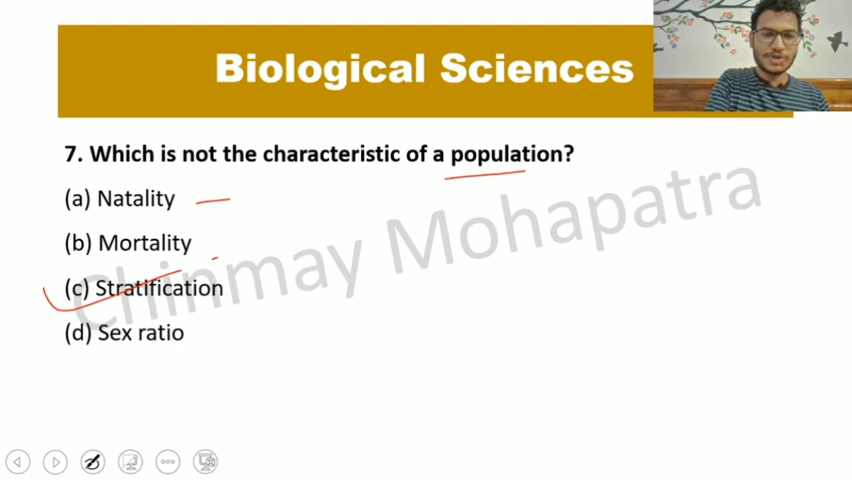 Biological Sciences
7. Which is not the characteristic of a population?
(a) Natality
(b) Mortality
(c) Stratification
(d) Sex ratio
Chinmay Mohapatra